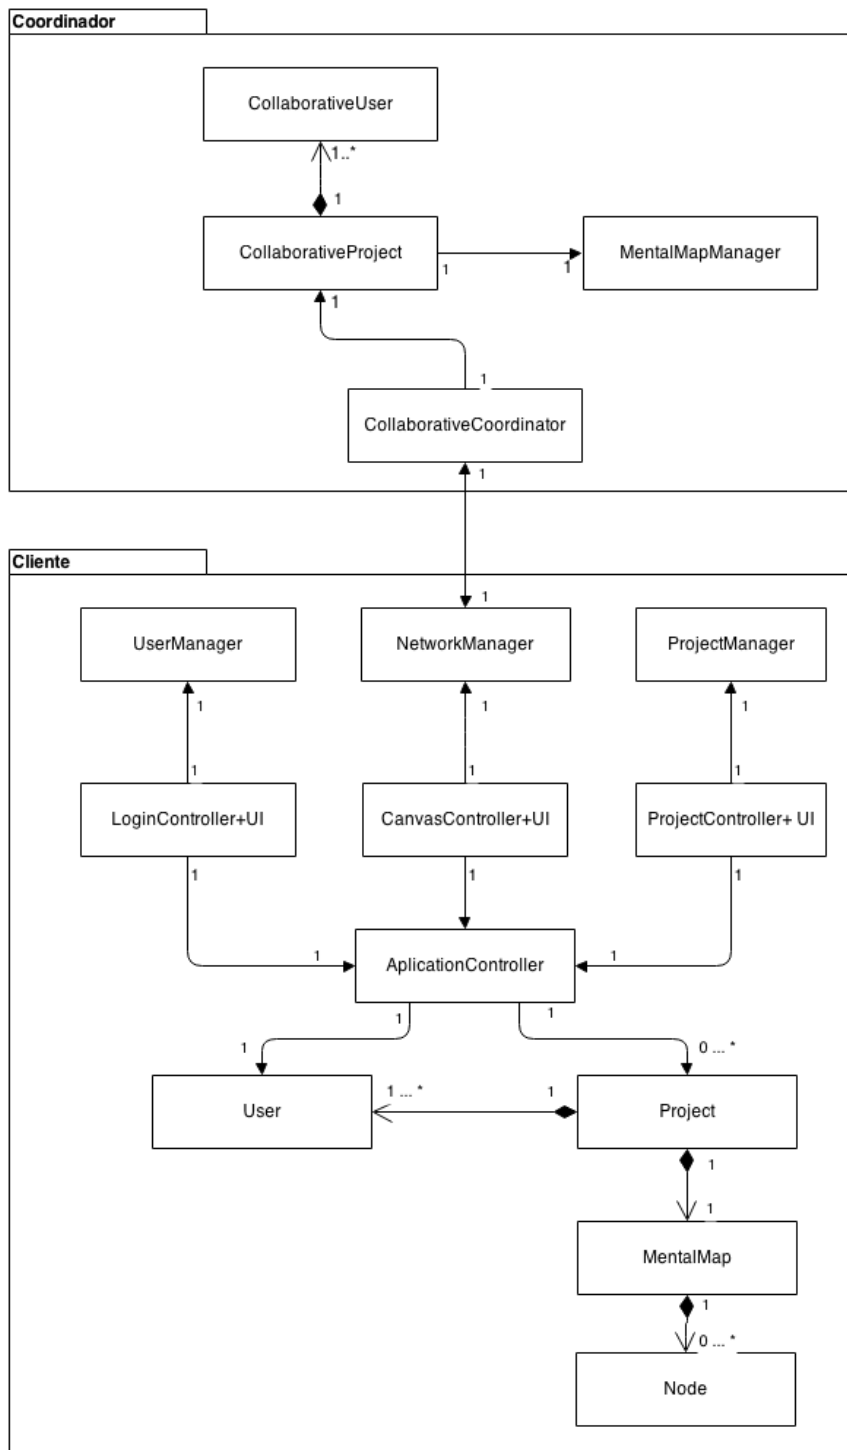 Coordinador
CollaborativeUser
1..*
1
CollaborativeProject
MentalMapManager
1
1
1
1
CollaborativeCoordinator
1
Cliente
1
UserManager
NetworkManager
ProjectManager
1
1
1
1
1
1
LoginController+UI
CanvasController+UI
ProjectController+ UI
1
1
1
1
1
AplicationController
1
1
1
0 ... *
1 ... *
1
User
Project
1
1
MentalMap
1
0 ... *
Node